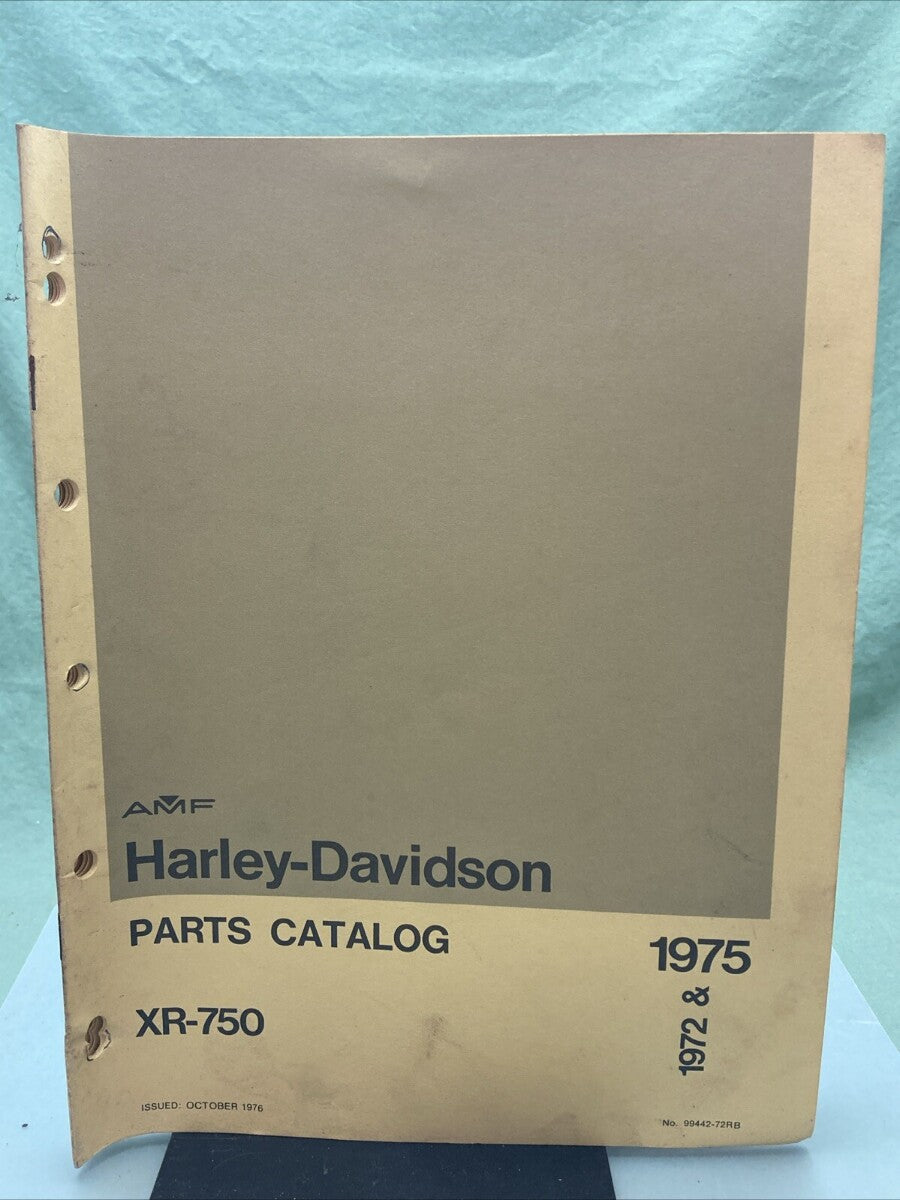 AMF
Harley-Davidson
PARTS CATALOG
1975
1972 &
XR-750
ISSUED: OCTOBER 1976
No. 99442-72RB